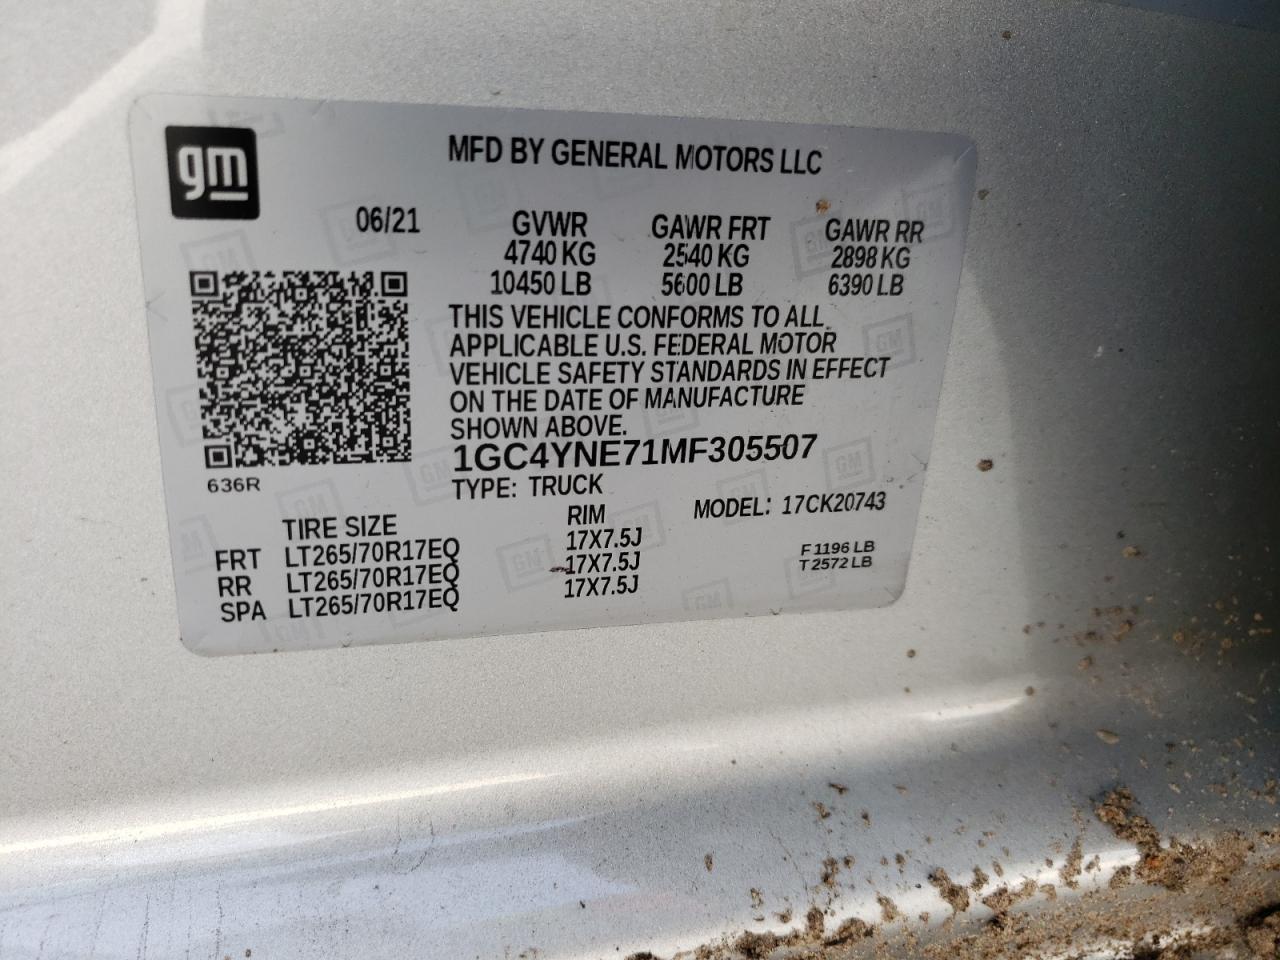 gm
MFD BY GENERAL MOTORS LLC
06/21 GVWR GAWR FRT GAWR RR
4740 KG 2540 KG 2898 KG
10450 LB 5600 LB 6390 LB
THIS VEHICLE CONFORMS TO ALL
APPLICABLE U.S. FEDERAL MOTOR
VEHICLE SAFETY STANDARDS IN EFFECT
ON THE DATE OF MANUFACTURE
SHOWN ABOVE.
1GC4YNE71MF305507
636R
TYPE: TRUCK
MODEL: 17CK20743
TIRE SIZE RIM
FRT LT265/70R17EQ 17X7.5J
RR LT265/70R17EQ 17X7.5J
SPA LT265/70R17EQ 17X7.5J
F 1196 LB
T 2572 LB